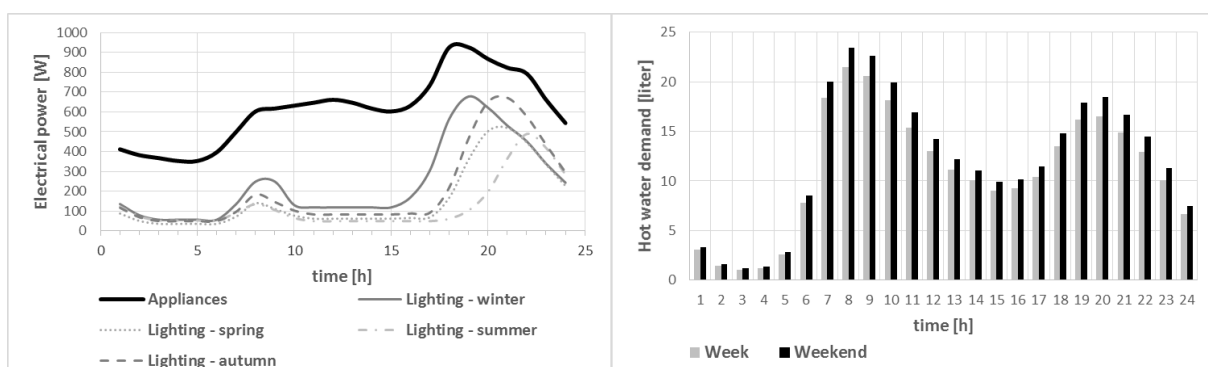 Electrical power [W]
1000
900
800
700
600
500
400
300
200
100
0
0 5 10 15 20 25
time [h]
Appliances Lighting - winter
Lighting - spring Lighting - summer
Lighting - autumn
Hot water demand [liter]
25
20
15
10
5
0
1 2 3 4 5 6 7 8 9 10 11 12 13 14 15 16 17 18 19 20 21 22 23 24
time [h]
Week Weekend